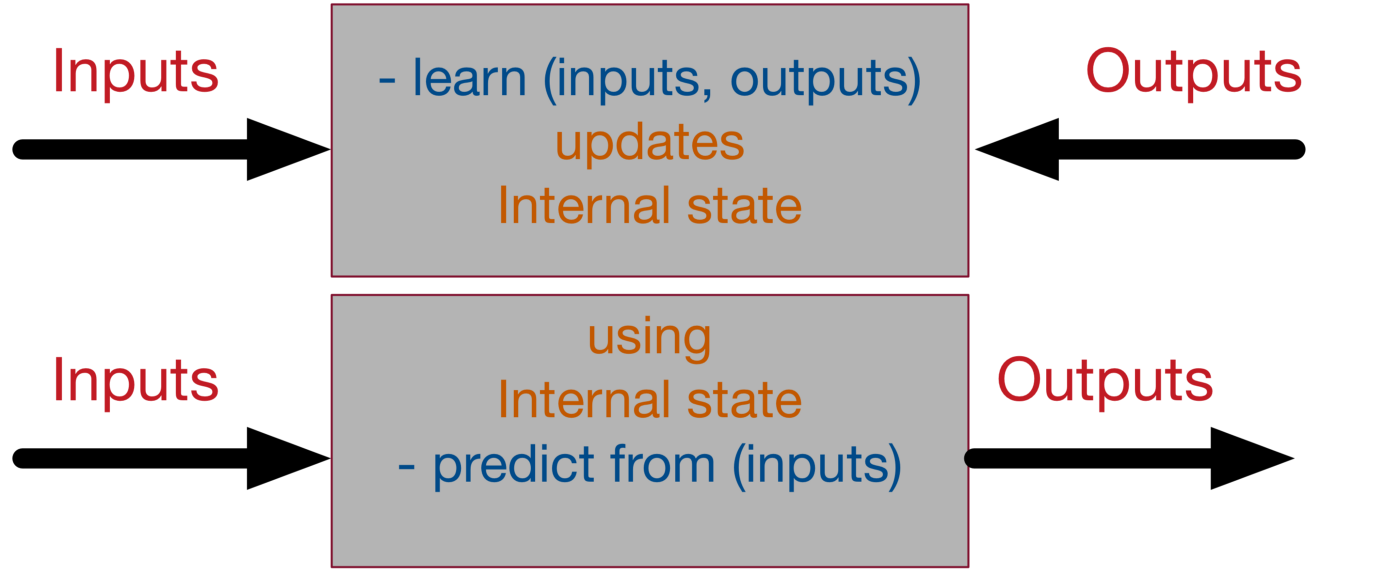 Inputs
- learn (inputs, outputs)
updates
Internal state
Outputs
Inputs
using
Internal state
- predict from (inputs)
Outputs